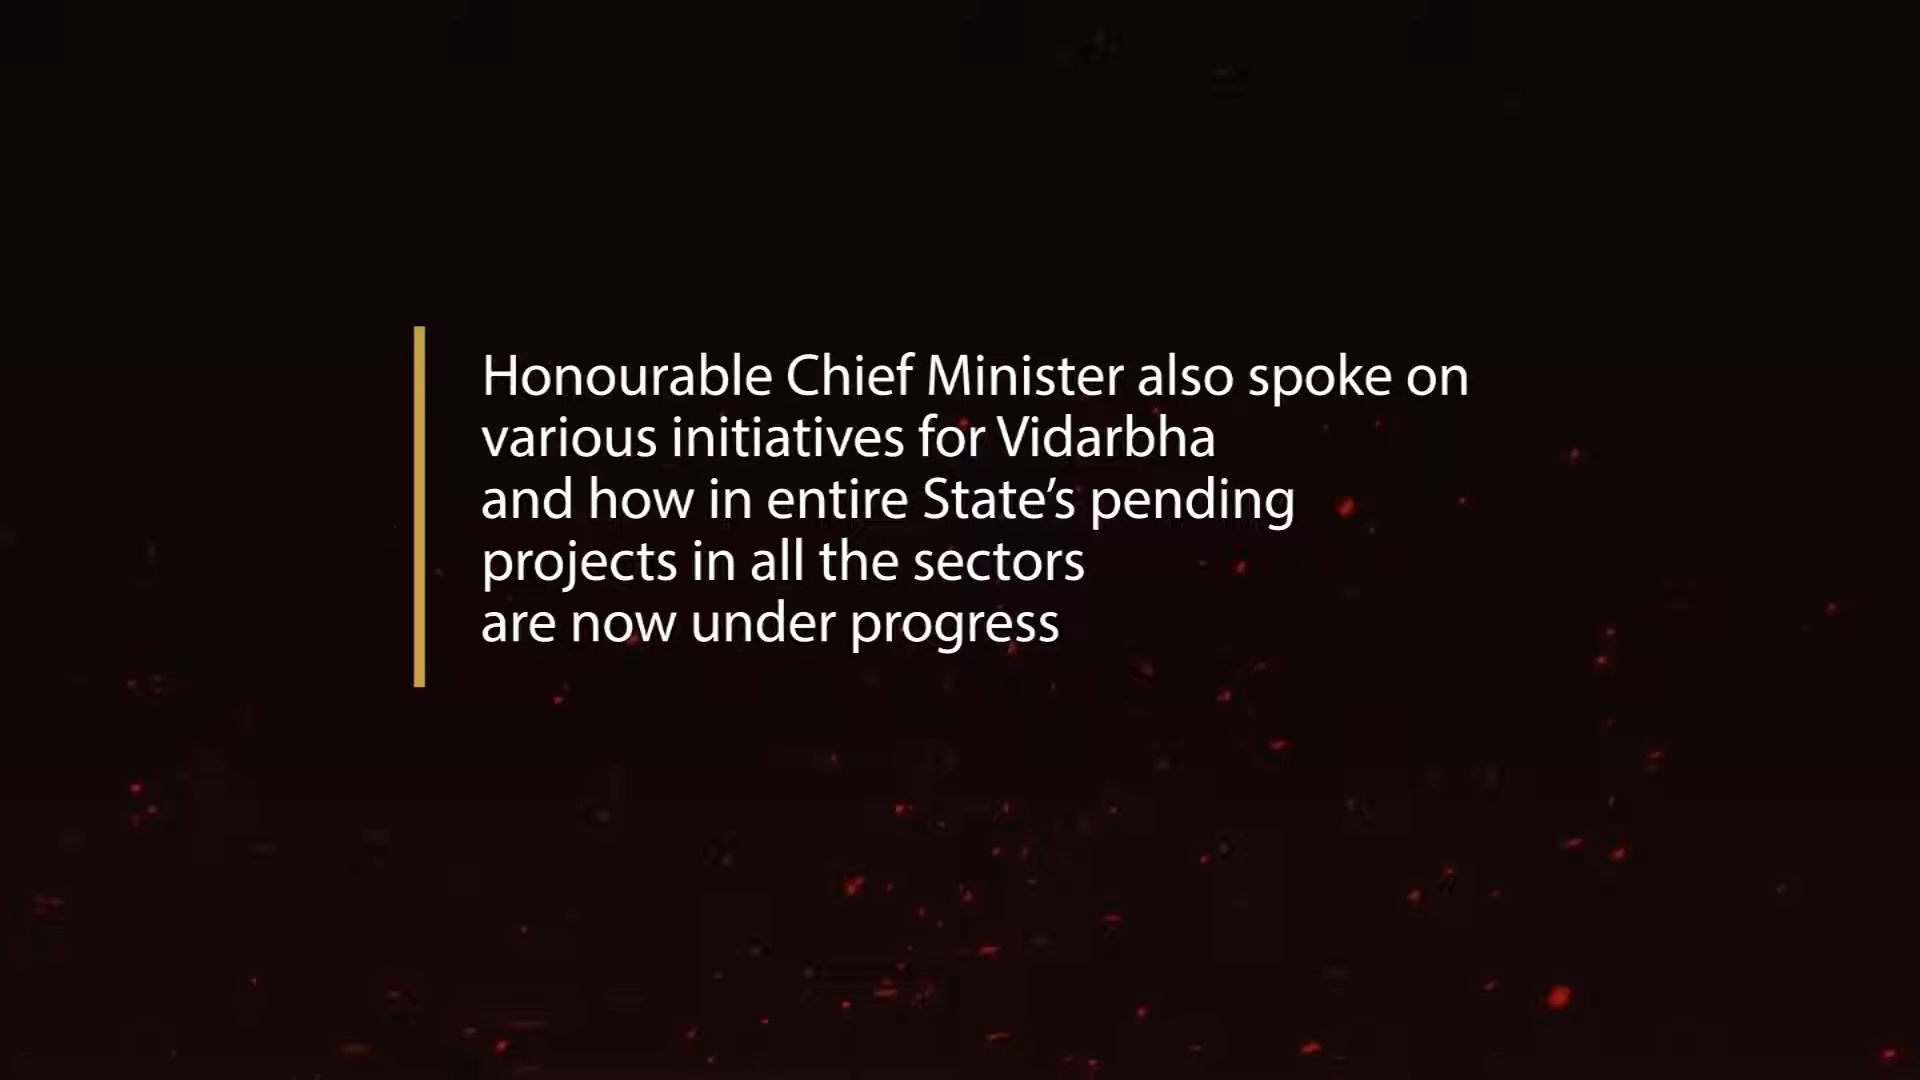 Honourable Chief Minister also spoke on
various initiatives for Vidarbha
and how in entire State’s pending
projects in all the sectors
are now under progress